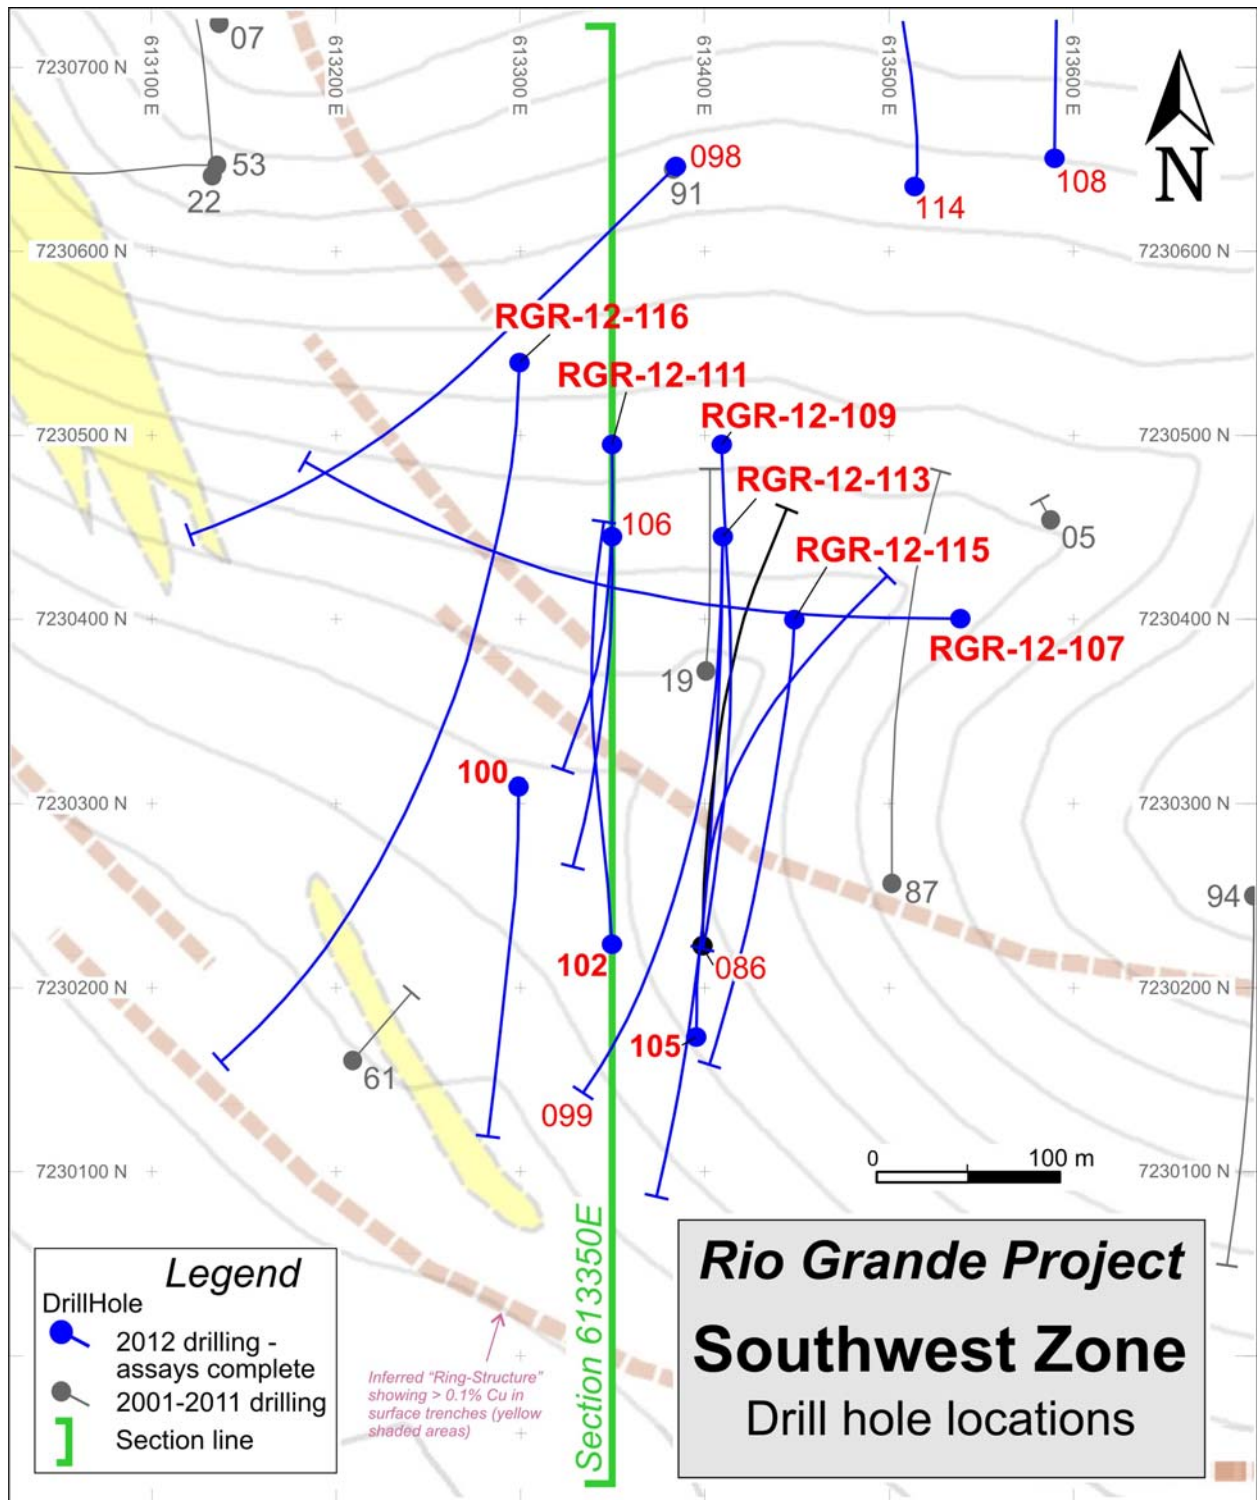 07
613100 E
613200 E
613300 E
613400 E
613500 E
613600 E
7230700 N
N
53
22
098
91
114
108
7230600 N
7230600 N
RGR-12-116
RGR-12-111
RGR-12-109
7230500 N
7230500 N
RGR-12-113
106
05
RGR-12-115
7230400 N
7230400 N
RGR-12-107
19
100
7230300 N
7230300 N
87
94
102
086
7230200 N
7230200 N
105
61
099
0
100 m
7230100 N
7230100 N
Section 613350E
Rio Grande Project
Southwest Zone
Drill hole locations
Legend
DrillHole
2012 drilling -
assays complete
2001-2011 drilling
Section line
Inferred "Ring-Structure"
showing > 0.1% Cu in
surface trenches (yellow
shaded areas)